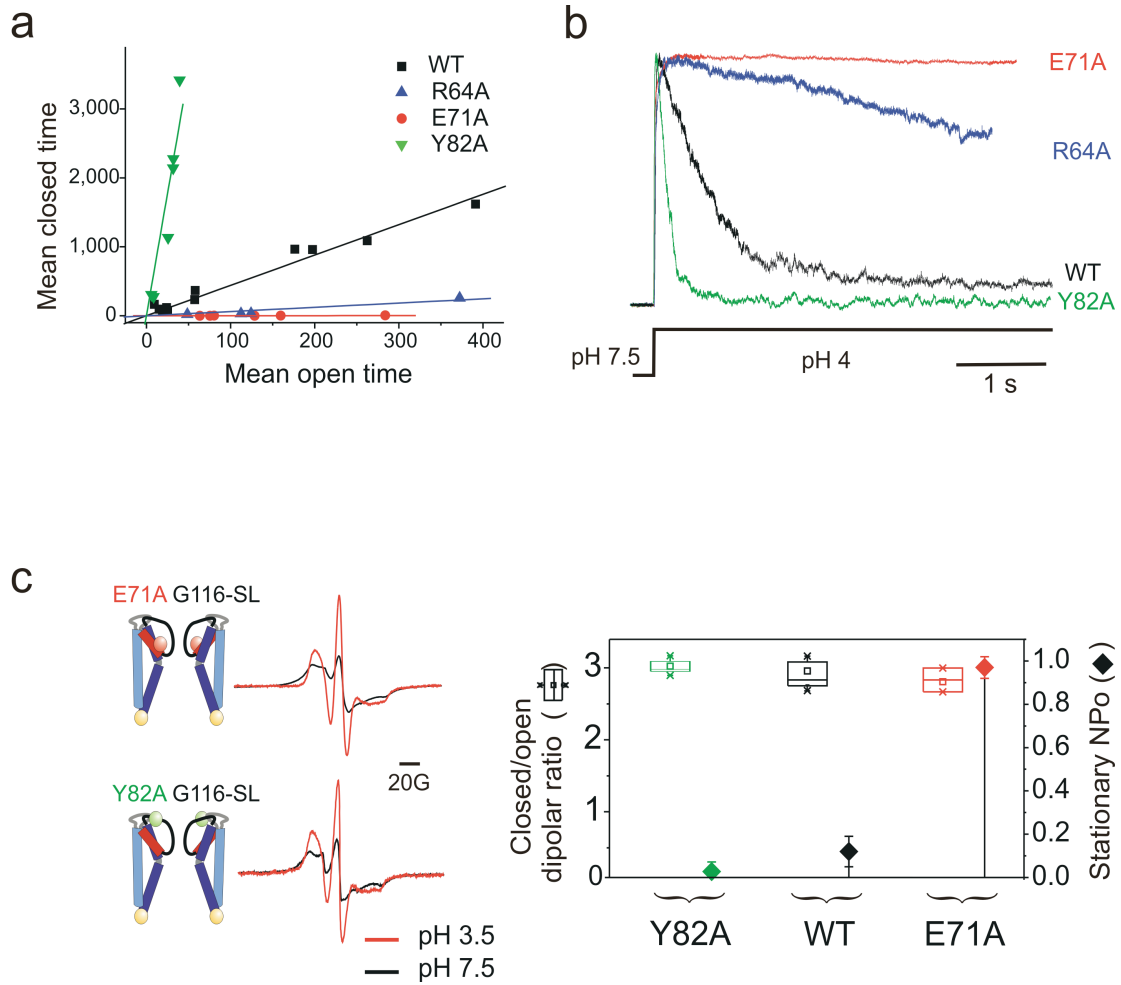 a
Mean closed time
3,000
2,000
1,000
0
0
100
200
300
400
Mean open time
WT
R64A
E71A
Y82A
b
E71A
R64A
WT
Y82A
pH 7.5
pH 4
1 s
c
E71A G116-SL
20G
Y82A G116-SL
pH 3.5
pH 7.5
Closed/open
dipolar ratio ( )
3
2
1
0
1.0
0.8
0.6
0.4
0.2
0.0
Stationary NPo ( )
Y82A
WT
E71A